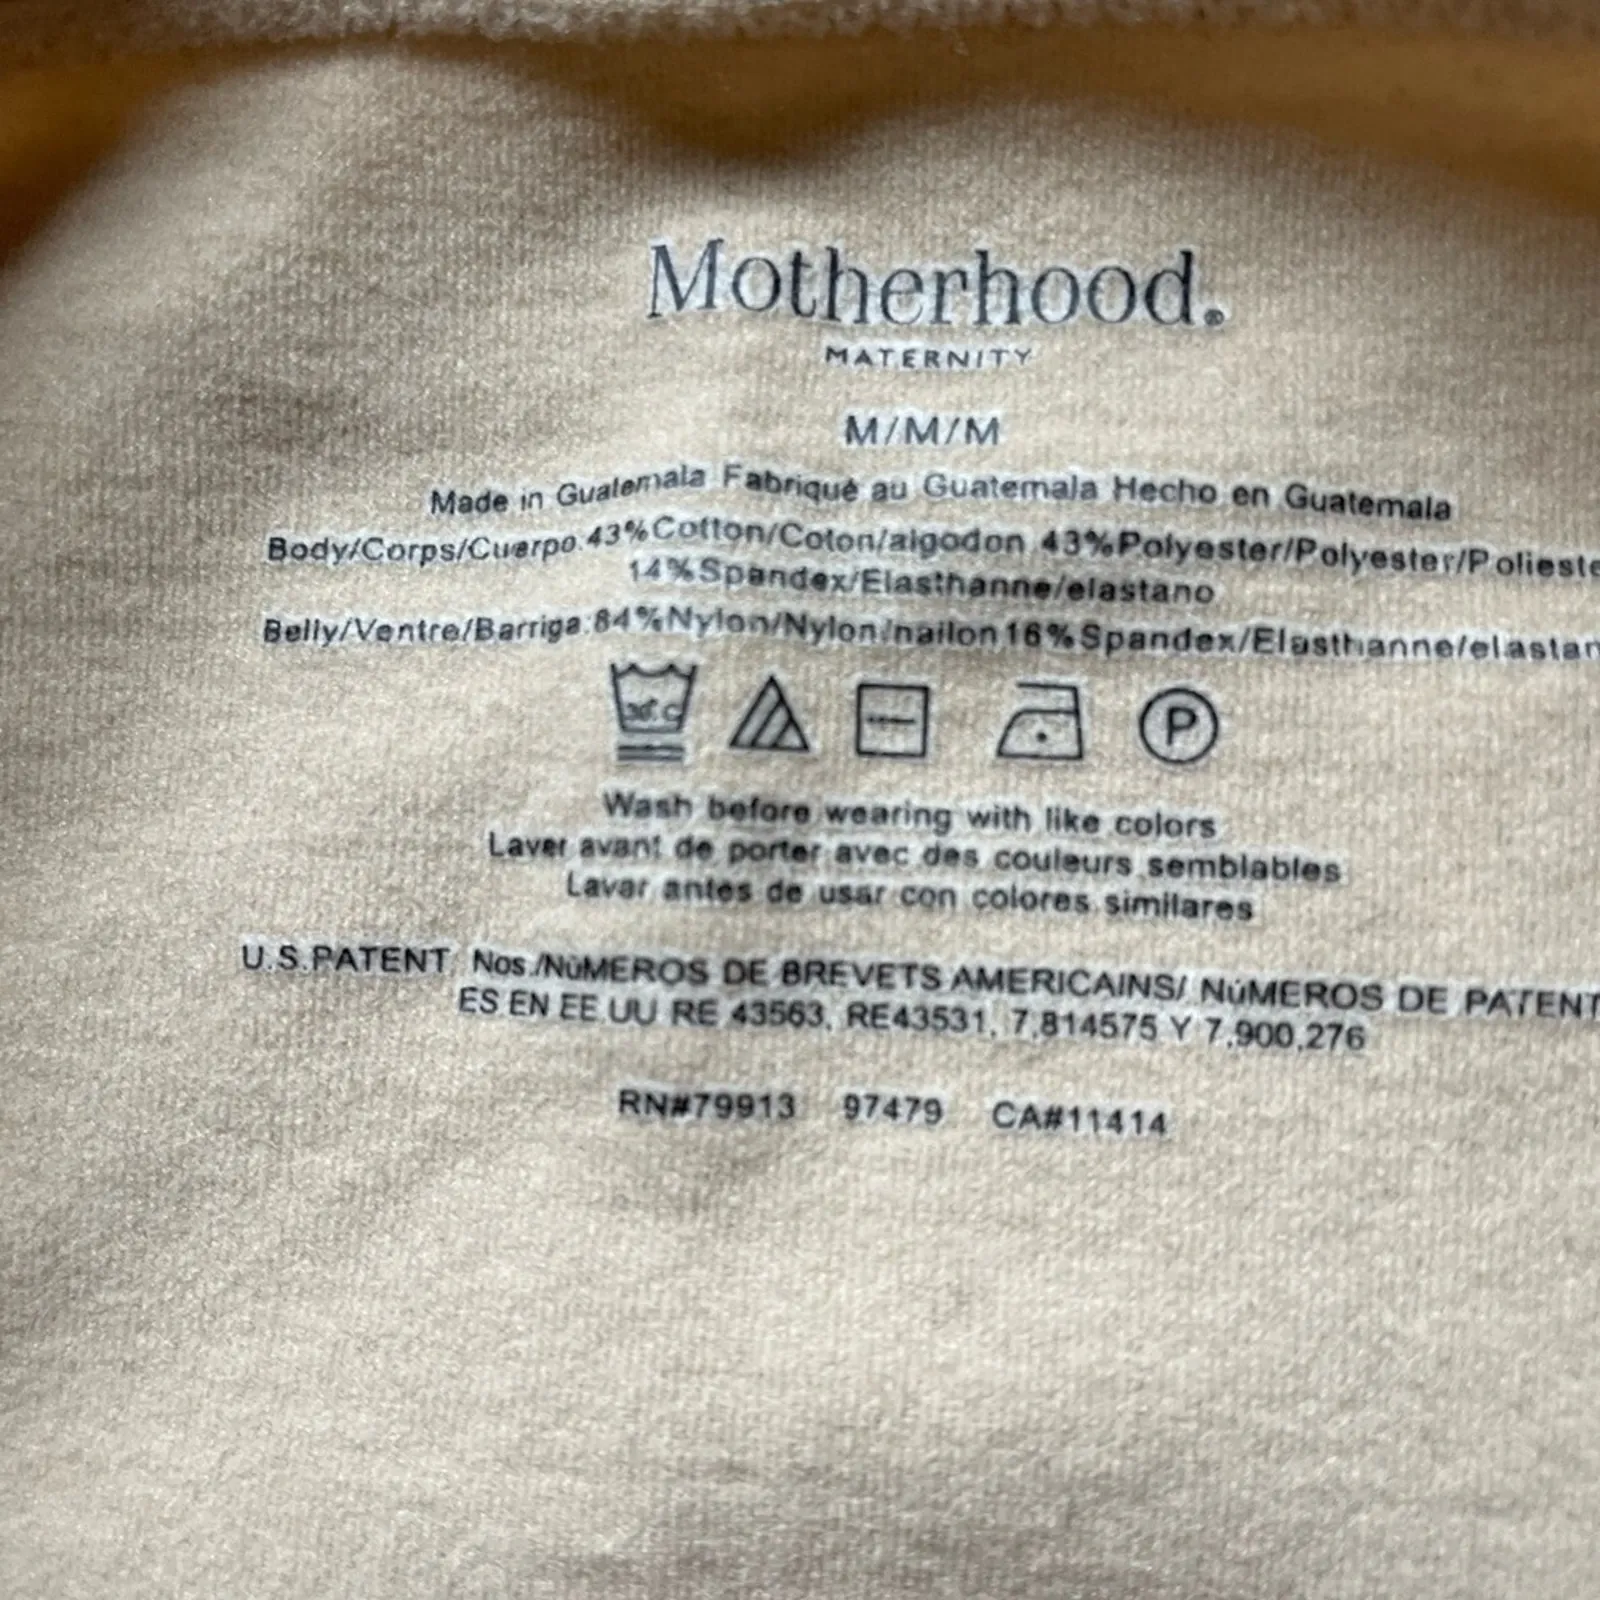 Motherhood.®
MATERNITY
M/M/M
Made in Guatemala Fabriquè au Guatemala Hecho en Guatemala
Body/Corps/Cuerpo:43%Cotton/Coton/algodon 43%Polyester/Polyester/Polieste
14%Spandex/Elasthanne/elastano
Belly/Ventre/Barriga:84%Nylon/Nylon/nailon 16%Spandex/Elasthanne/elastan
30°C
P
Wash before wearing with like colors
Laver avant de porter avec des couleurs semblables
Lavar antes de usar con colores similares
U.S.PATENT Nos./NùMEROS DE BREVETS AMERICAINS/ NúMEROS DE PATENT
ES EN EE.UU RE 43563, RE43531, 7,814575 Y 7,900,276
RN#79913 97479 CA#11414